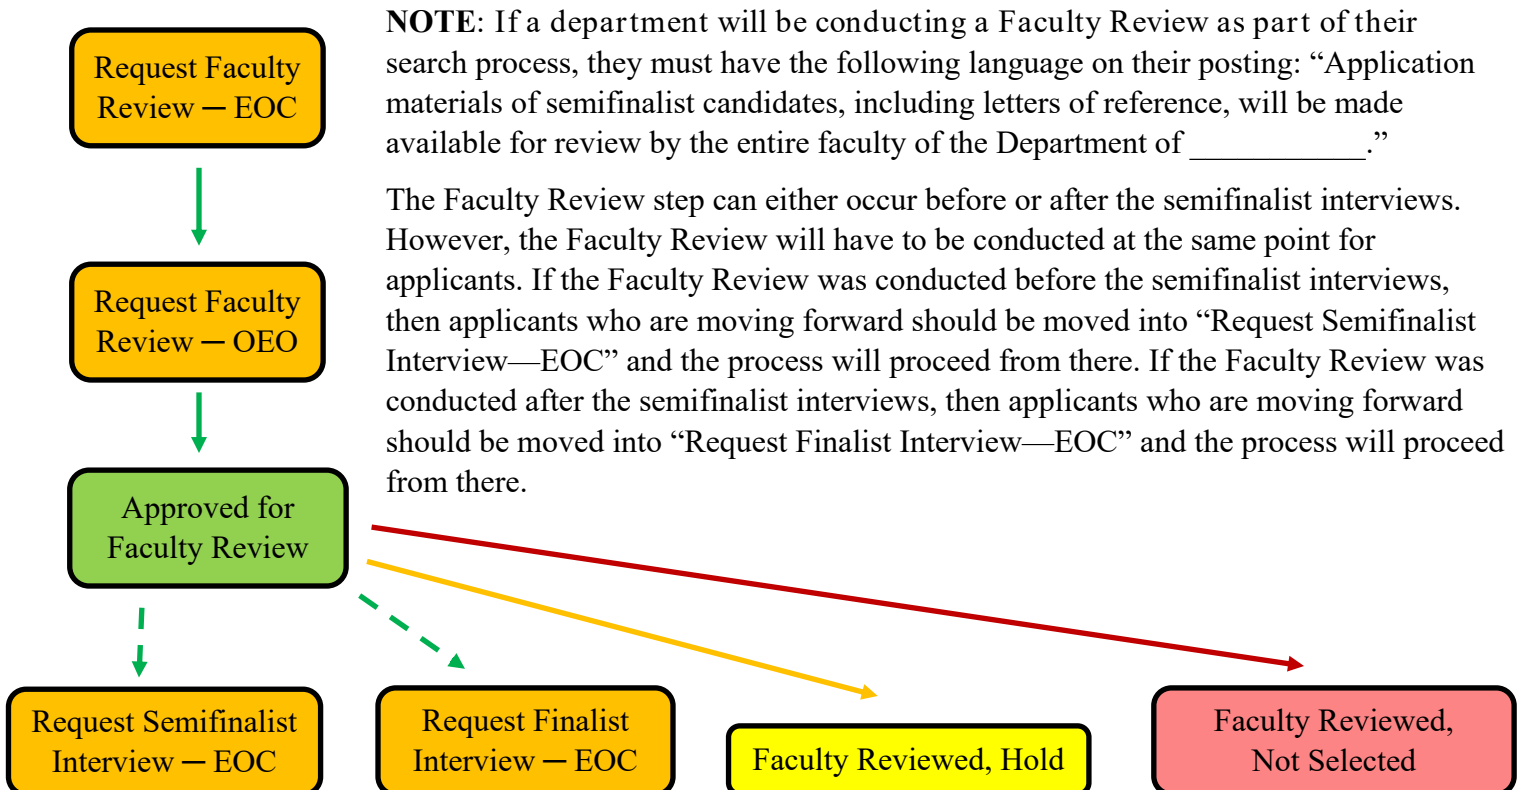 Request Faculty
Review — EOC
NOTE: If a department will be conducting a Faculty Review as part of their
search process, they must have the following language on their posting: “Application
materials of semifinalist candidates, including letters of reference, will be made
available for review by the entire faculty of the Department of ___________.”
The Faculty Review step can either occur before or after the semifinalist interviews.
However, the Faculty Review will have to be conducted at the same point for
applicants. If the Faculty Review was conducted before the semifinalist interviews,
then applicants who are moving forward should be moved into “Request Semifinalist
Interview—EOC” and the process will proceed from there. If the Faculty Review was
conducted after the semifinalist interviews, then applicants who are moving forward
should be moved into “Request Finalist Interview—EOC” and the process will proceed
from there.
Request Faculty
Review — OEO
Approved for
Faculty Review
Request Semifinalist
Interview — EOC
Request Finalist
Interview — EOC
Faculty Reviewed, Hold
Faculty Reviewed,
Not Selected